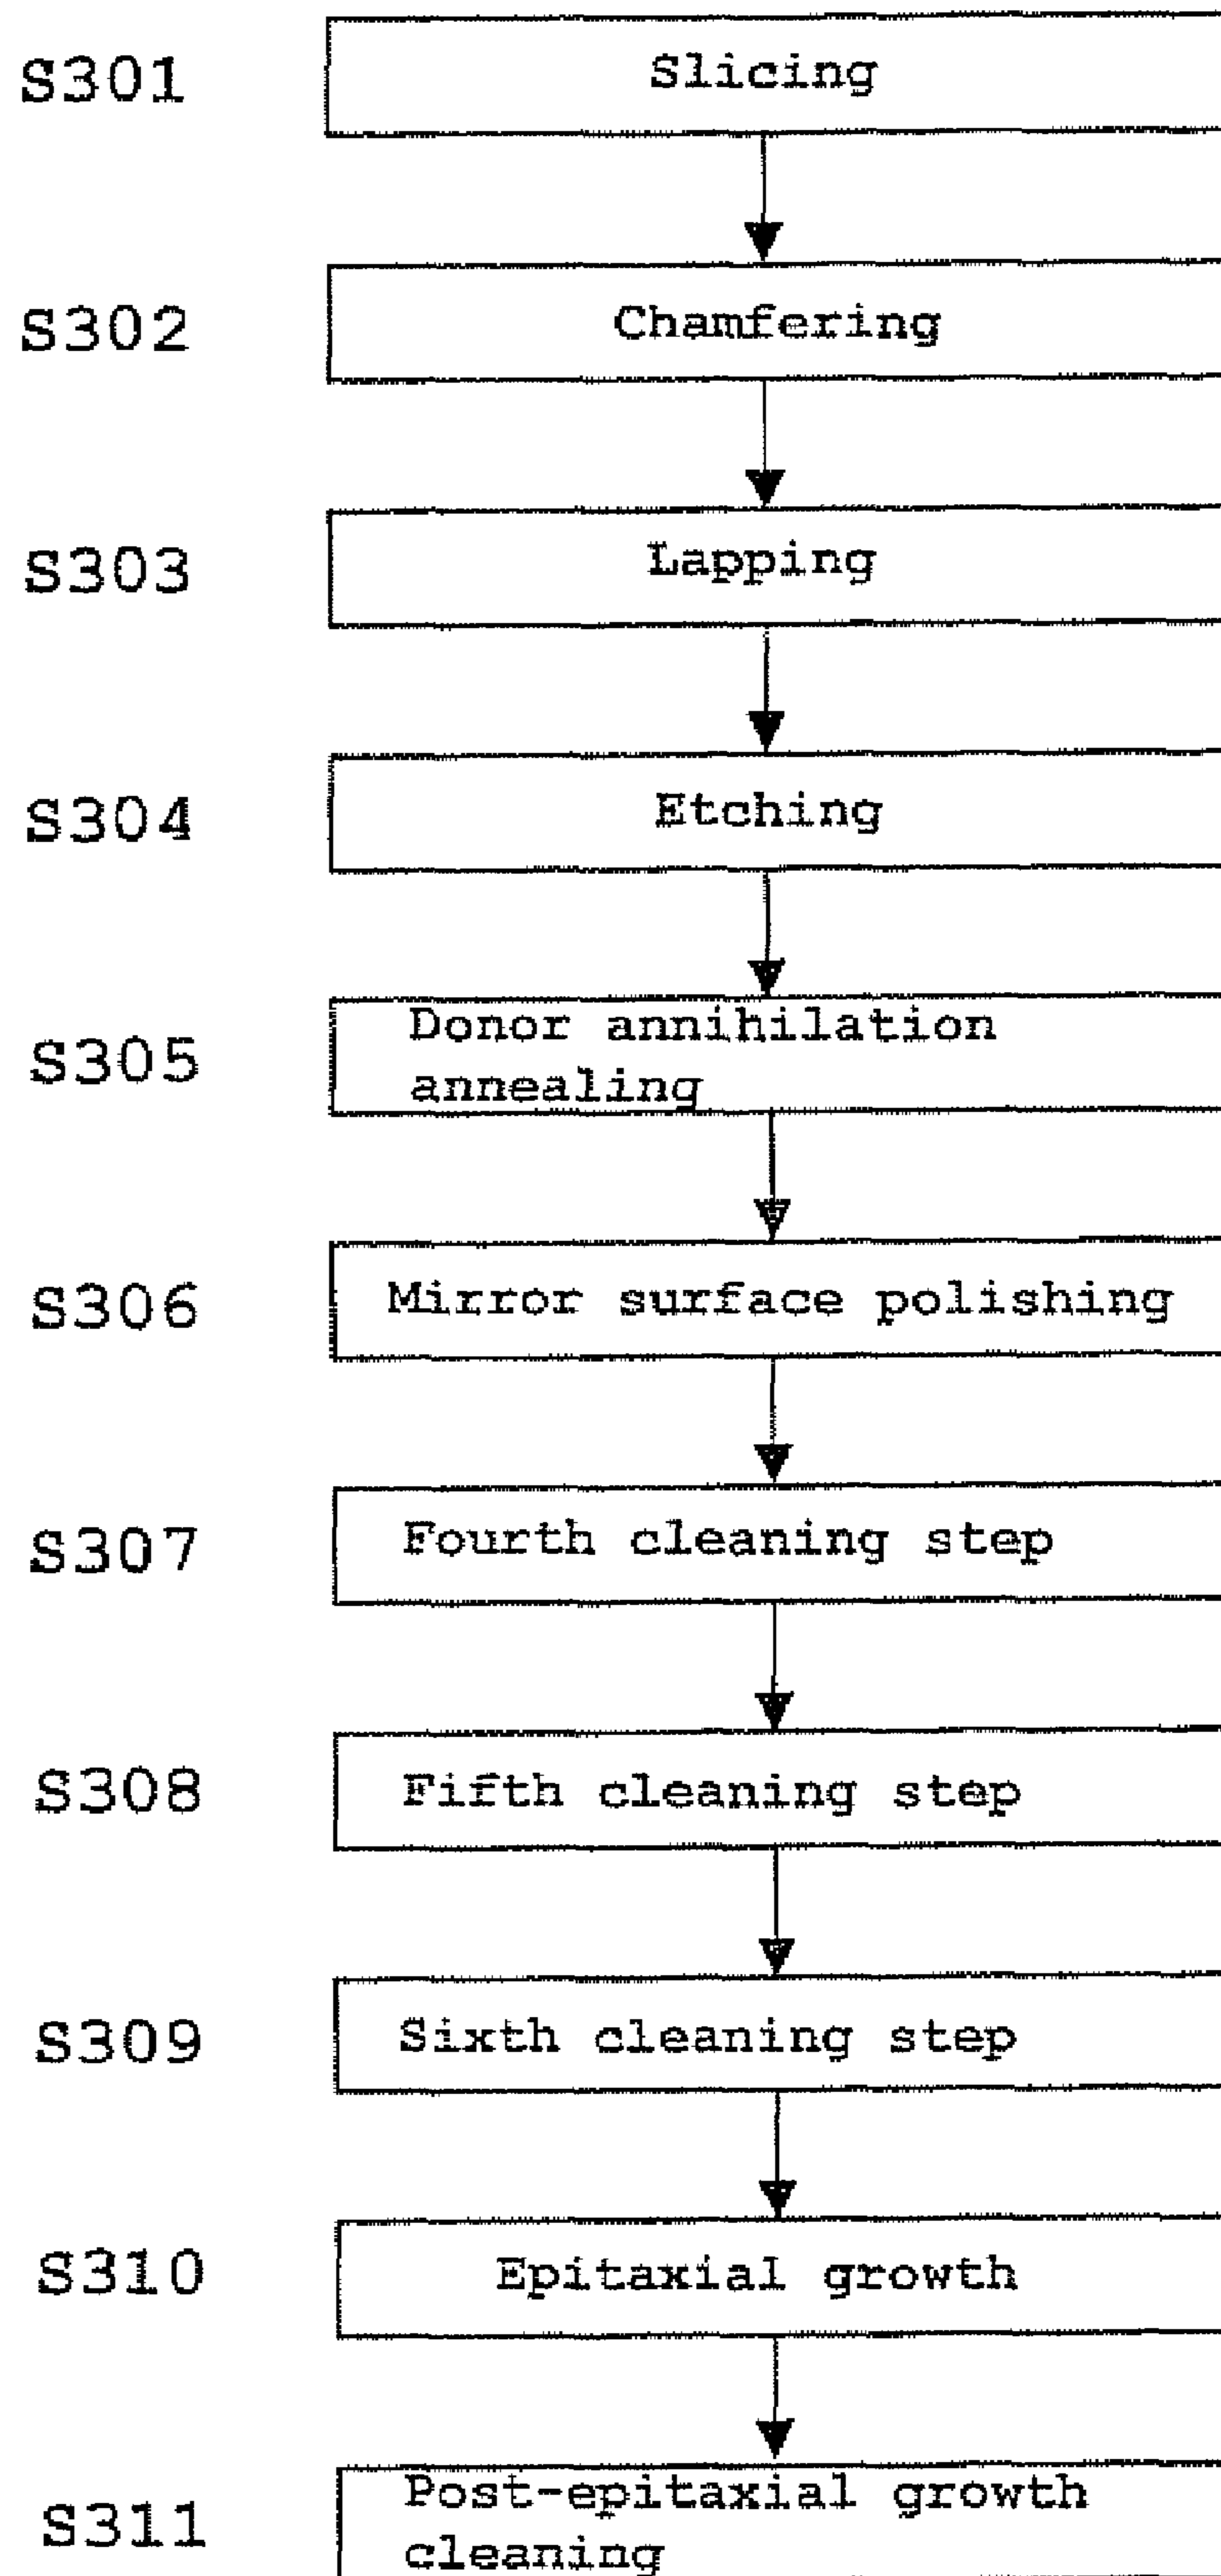 S301 Slicing
S302 Chamfering
S303 Lapping
S304 Etching
S305 Donor annihilation
annealing
S306 Mirror surface polishing
S307 Fourth cleaning step
S308 Fifth cleaning step
S309 Sixth cleaning step
S310 Epitaxial growth
S311 Post-epitaxial growth
cleaning